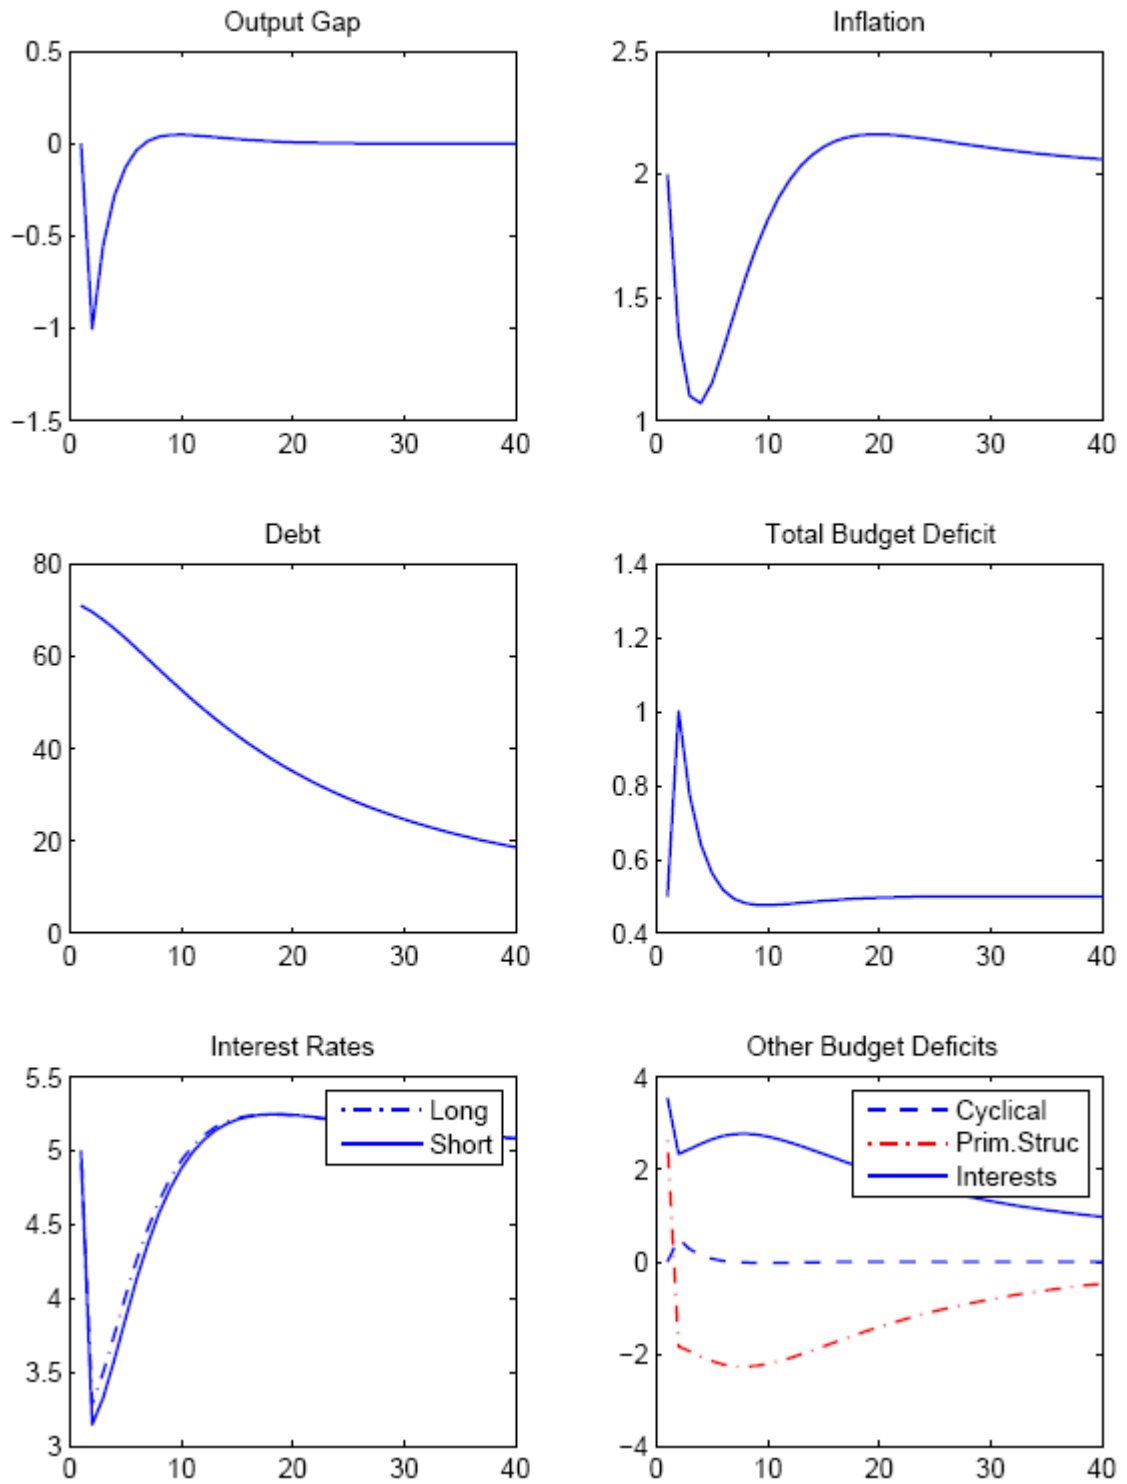 Output Gap
0.5
0
−0.5
−1
−1.5
0 10 20 30 40
Inflation
2.5
2
1.5
1
0 10 20 30 40
Debt
80
60
40
20
0
0 10 20 30 40
Total Budget Deficit
1.4
1.2
1
0.8
0.6
0.4
0 10 20 30 40
Interest Rates
5.5
5
4.5
4
3.5
3
0 10 20 30 40
Long
Short
Other Budget Deficits
4
2
0
−2
−4
0 10 20 30 40
Cyclical
Prim.Struc
Interests